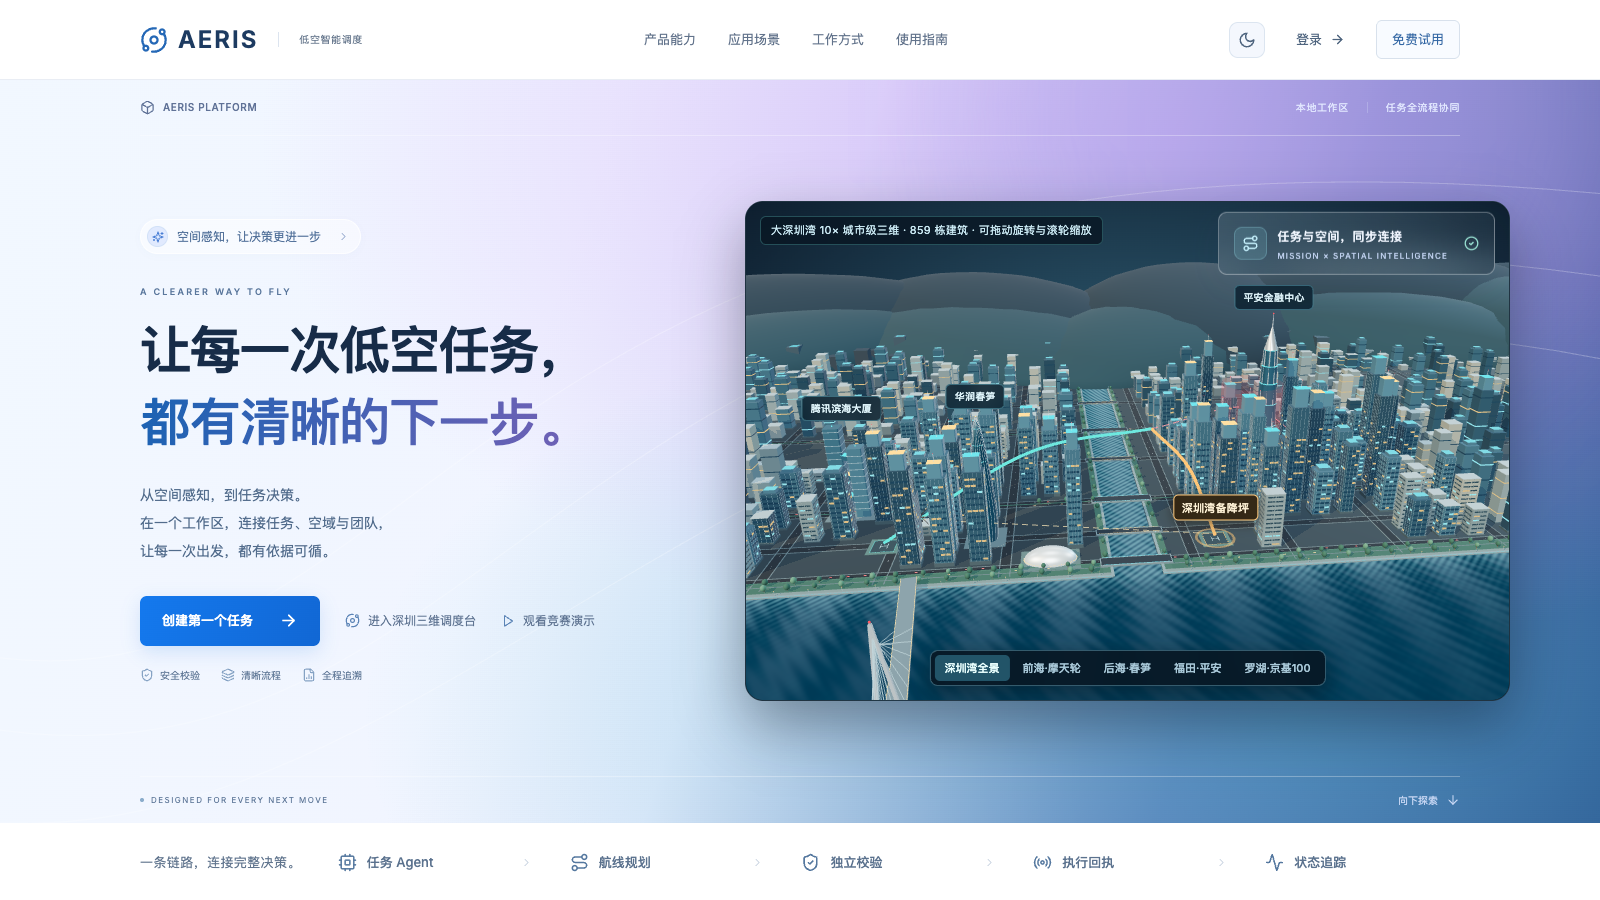 AERIS
低空智能调度
产品能力
应用场景
工作方式
使用指南
登录
免费试用
AERIS PLATFORM
本地工作区
任务全流程协同
空间感知，让决策更进一步
A CLEARER WAY TO FLY
让每一次低空任务，
都有清晰的下一步。
从空间感知，到任务决策。
在一个工作区，连接任务、空域与团队，
让每一次出发，都有依据可循。
创建第一个任务
进入深圳三维调度台
观看竞赛演示
安全校验
清晰流程
全程追溯
大深圳湾 10× 城市级三维 · 859 栋建筑 · 可拖动旋转与滚轮缩放
任务与空间，同步连接
MISSION × SPATIAL INTELLIGENCE
平安金融中心
华润春笋
腾讯滨海大厦
深圳湾备降坪
深圳湾全景
前海·摩天轮
后海·春笋
福田·平安
罗湖·京基100
DESIGNED FOR EVERY NEXT MOVE
向下探索
一条链路，连接完整决策。
任务 Agent
航线规划
独立校验
执行回执
状态追踪